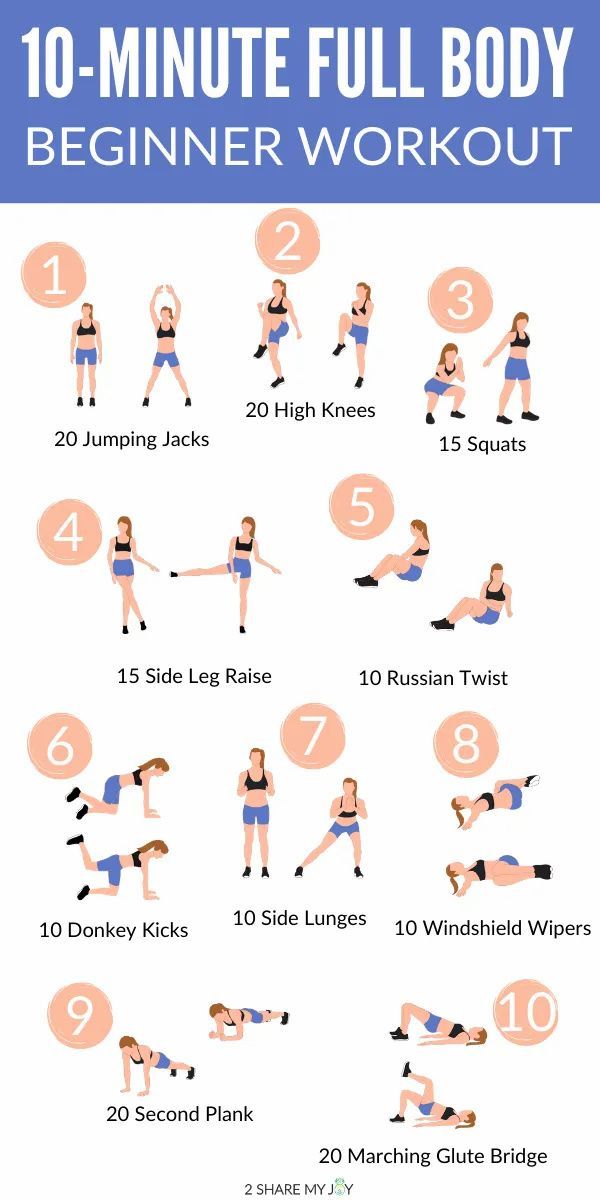 10-MINUTE FULL BODY
BEGINNER WORKOUT
1
20 Jumping Jacks
2
20 High Knees
3
15 Squats
4
15 Side Leg Raise
5
10 Russian Twist
6
10 Donkey Kicks
7
10 Side Lunges
8
10 Windshield Wipers
9
20 Second Plank
10
20 Marching Glute Bridge
2 SHARE MY JOY